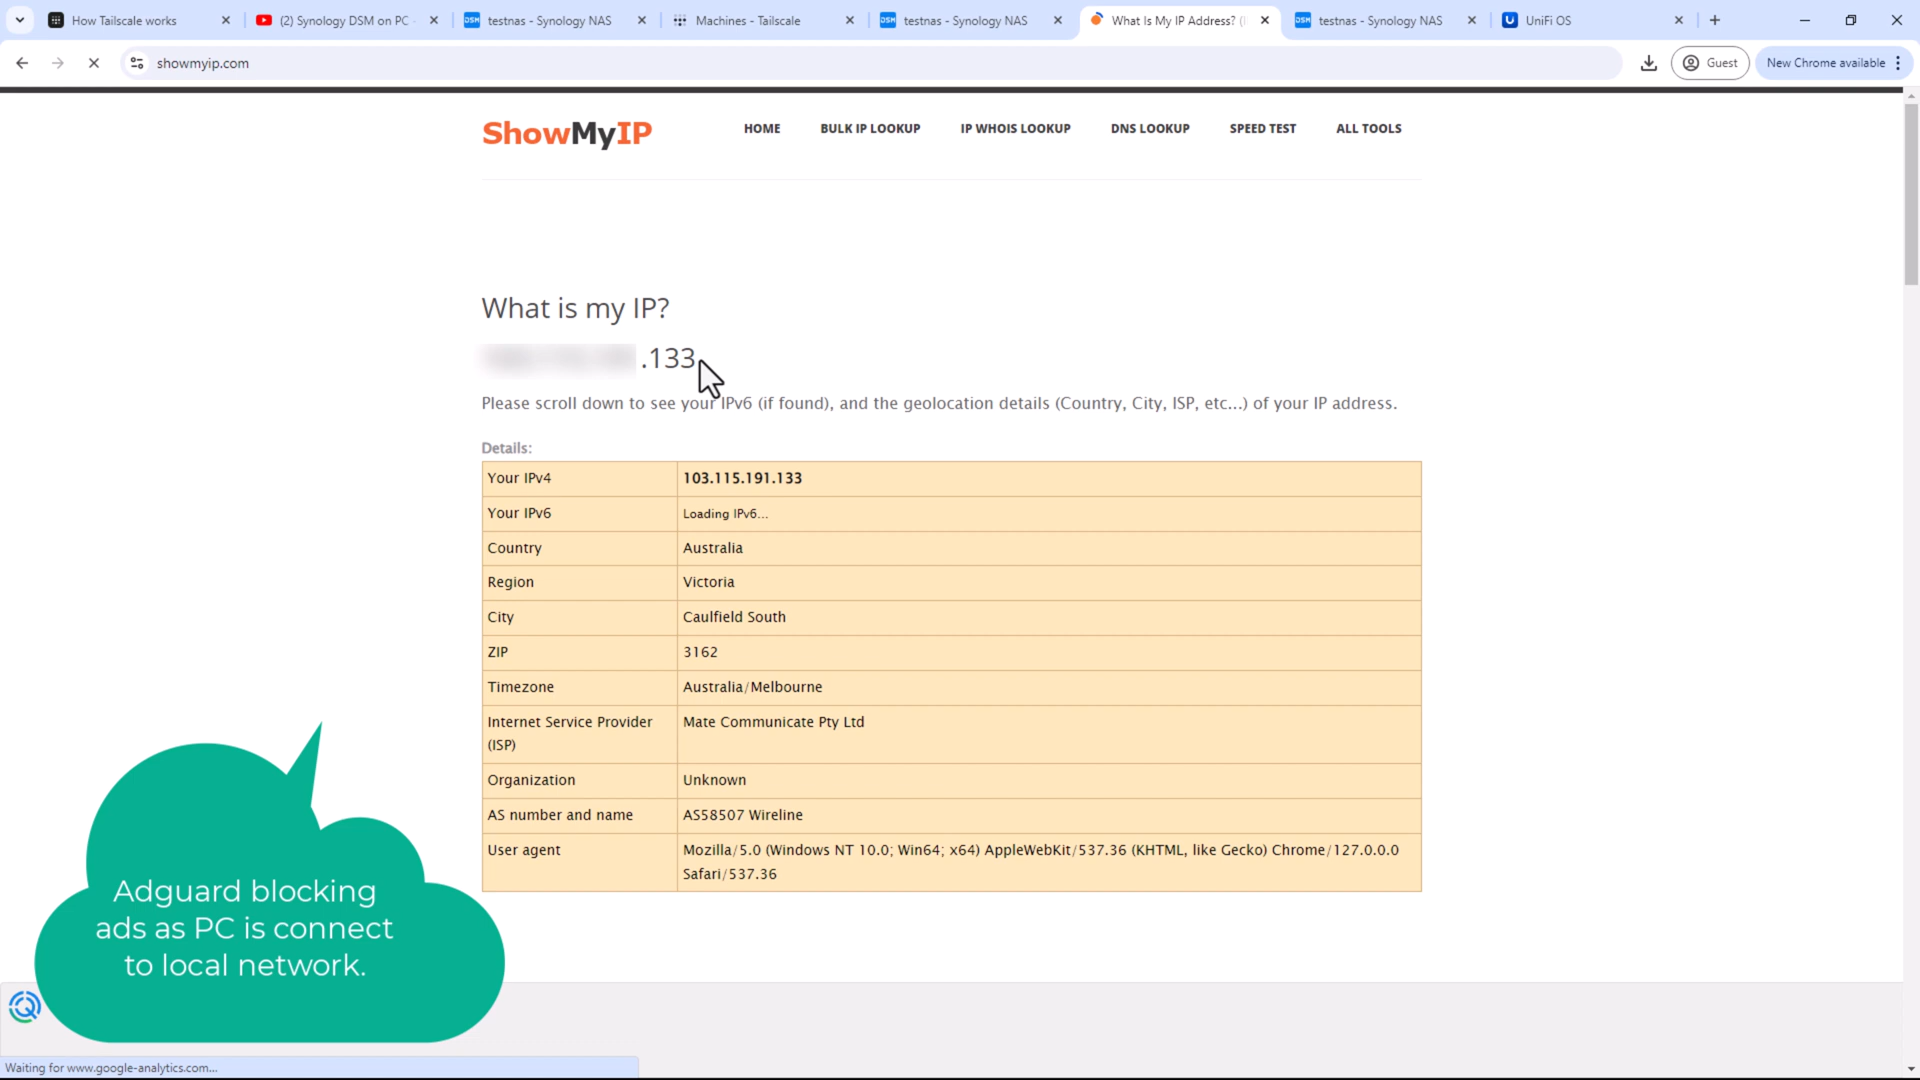 How Tailscale works
(2) Synology DSM on PC -
testnas - Synology NAS
Machines - Tailscale
testnas - Synology NAS
What Is My IP Address? (I
testnas - Synology NAS
UniFi OS
showmyip.com
Guest
New Chrome available
ShowMyIP
HOME
BULK IP LOOKUP
IP WHOIS LOOKUP
DNS LOOKUP
SPEED TEST
ALL TOOLS
What is my IP?
.133
Please scroll down to see your IPv6 (if found), and the geolocation details (Country, City, ISP, etc...) of your IP address.
Details:
Your IPv4 103.115.191.133
Your IPv6 Loading IPv6...
Country Australia
Region Victoria
City Caulfield South
ZIP 3162
Timezone Australia/Melbourne
Internet Service Provider Mate Communicate Pty Ltd
(ISP)
Organization Unknown
AS number and name AS58507 Wireline
User agent Mozilla/5.0 (Windows NT 10.0; Win64; x64) AppleWebKit/537.36 (KHTML, like Gecko) Chrome/127.0.0.0
Safari/537.36
Adguard blocking
ads as PC is connect
to local network.
Waiting for www.google-analytics.com...